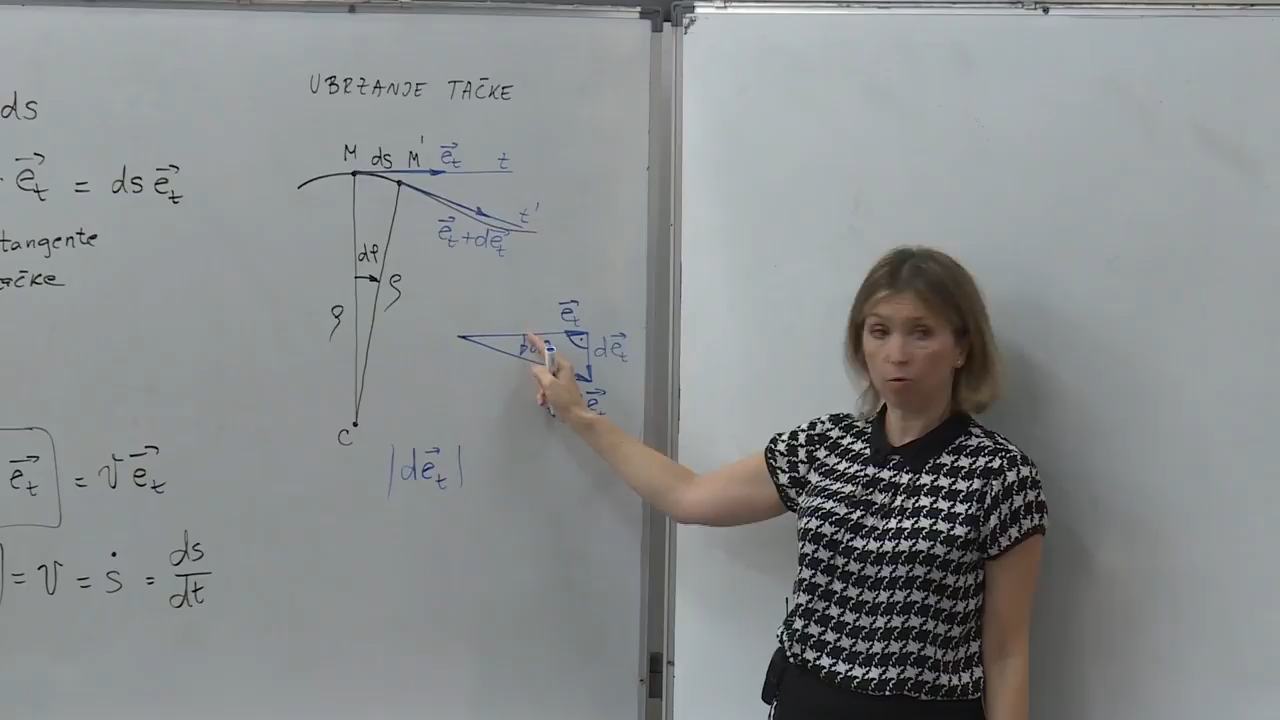 ds
· e⃗t = ds e⃗t
tangente
tačke
e⃗t = v e⃗t
= v = ṡ = ds/dt
UBRZANJE TAČKE
M ds M' e⃗t t
t'
e⃗t+de⃗t
dφ
ρ
ρ
C
e⃗t
de⃗t
e⃗t
|de⃗t|